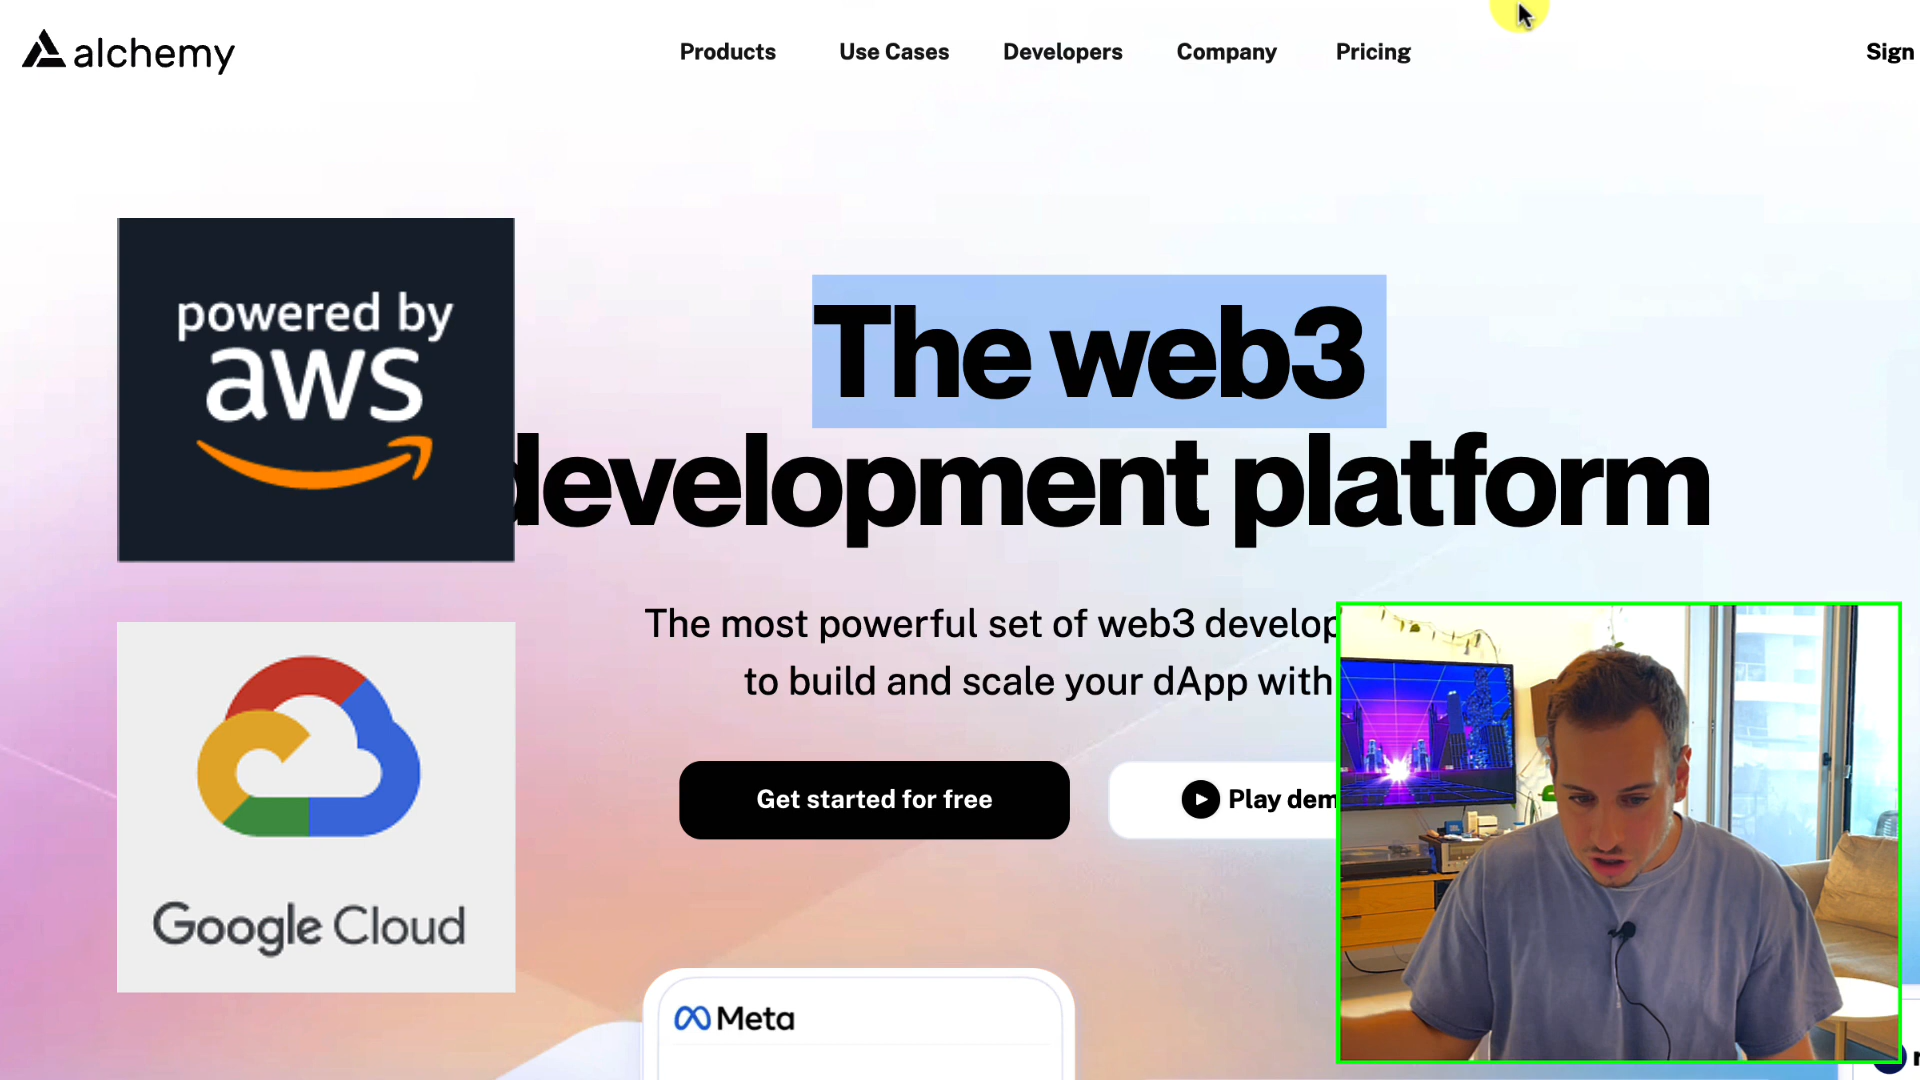 alchemy
Products
Use Cases
Developers
Company
Pricing
Sign
powered by
aws
The web3
development platform
The most powerful set of web3 develop
to build and scale your dApp with
Get started for free
Play dem
Google Cloud
Meta